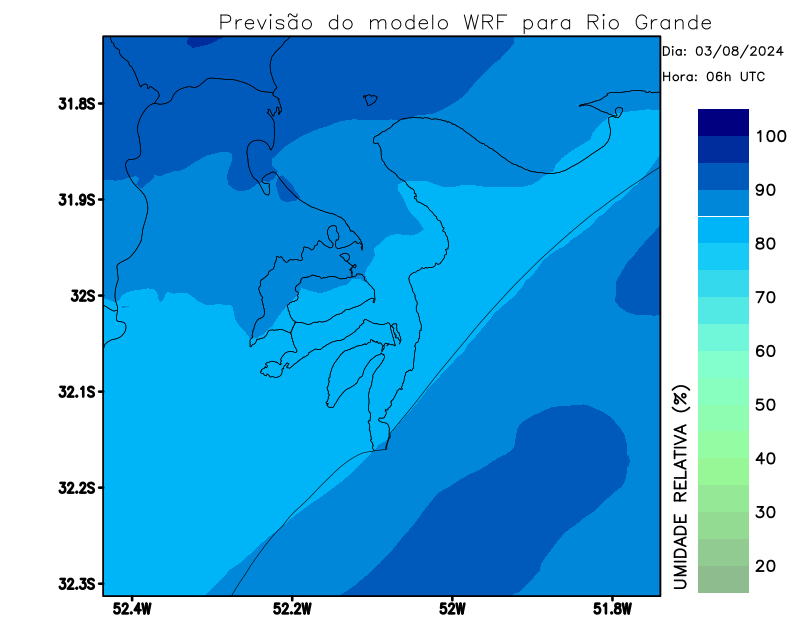 Previsão do modelo WRF para Rio Grande
Dia: 03/08/2024
Hora: 06h UTC
31.8S
31.9S
32S
32.1S
32.2S
32.3S
52.4W
52.2W
52W
51.8W
UMIDADE RELATIVA (%)
100
90
80
70
60
50
40
30
20